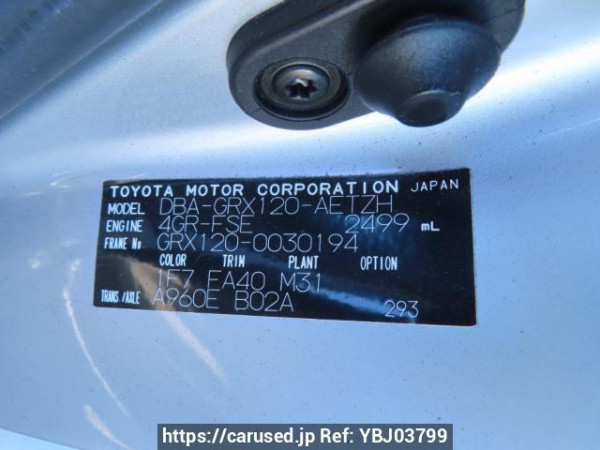 TOYOTA MOTOR CORPORATION JAPAN
MODEL DBA-GRX120-AETZH
ENGINE 4GR-FSE 2499 mL
FRAME No GRX120-0030194
COLOR TRIM PLANT OPTION
1F7 EA40 M31
TRANS/AXLE A960E B02A 293
https://carused.jp Ref: YBJ03799